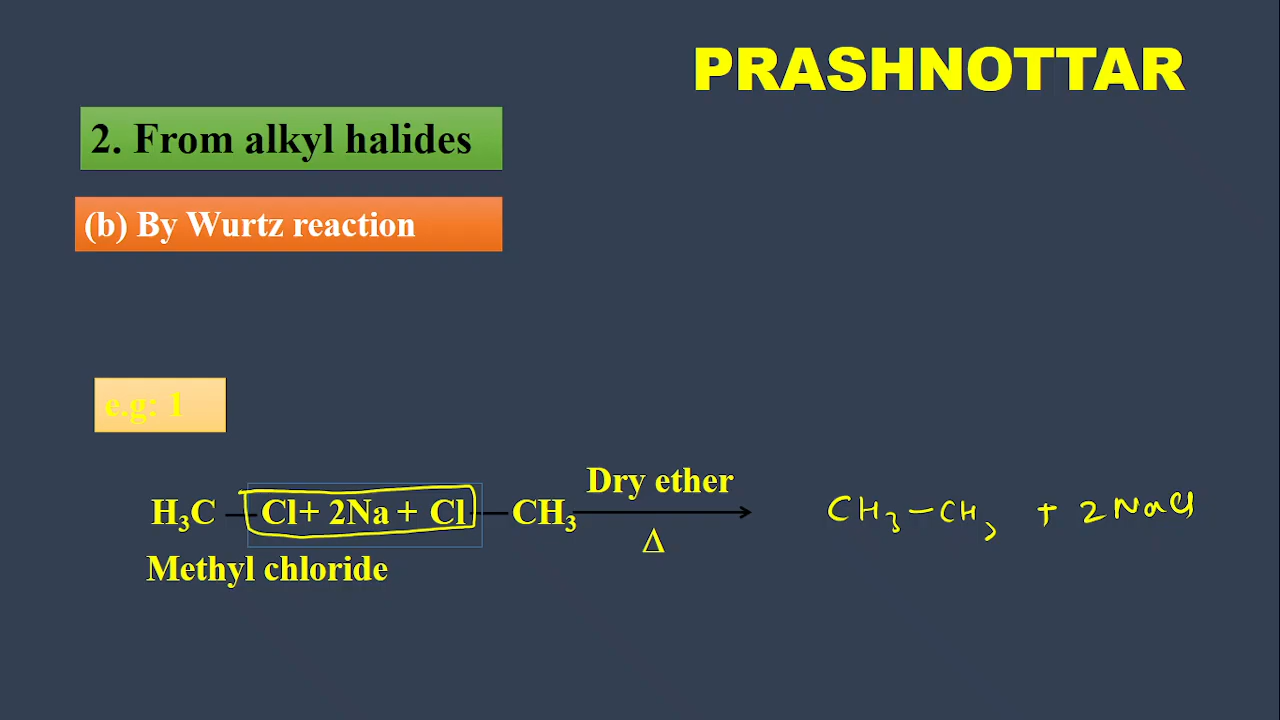 PRASHNOTTAR
2. From alkyl halides
(b) By Wurtz reaction
e.g: 1
Dry ether
H₃C — Cl+ 2Na + Cl — CH₃ → CH₃-CH₃ + 2NaCl
Δ
Methyl chloride